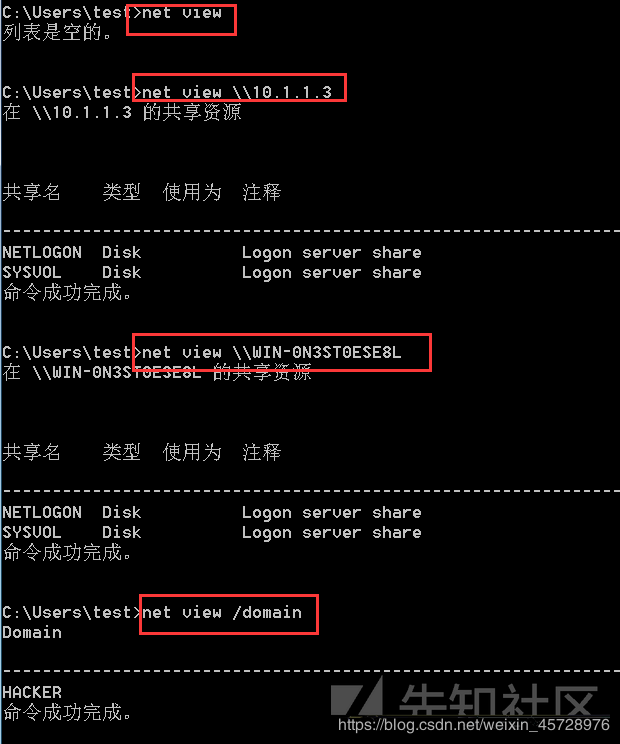 C:\Users\test>net view
列表是空的。
C:\Users\test>net view \\10.1.1.3
在 \\10.1.1.3 的共享资源
共享名 类型 使用为 注释
-------------------------------------------------------------
NETLOGON Disk Logon server share
SYSVOL Disk Logon server share
命令成功完成。
C:\Users\test>net view \\WIN-0N3ST0ESE8L
在 \\WIN-0N3ST0ESE8L 的共享资源
共享名 类型 使用为 注释
-------------------------------------------------------------
NETLOGON Disk Logon server share
SYSVOL Disk Logon server share
命令成功完成。
C:\Users\test>net view /domain
Domain
-------------------------------------------------------------
HACKER
命令成功完成。
先知社区
https://blog.csdn.net/weixin_45728976